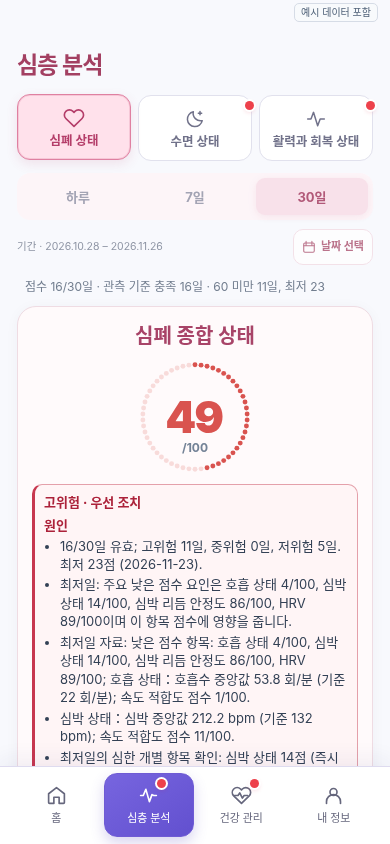 예시 데이터 포함
심층 분석
심폐 상태
수면 상태
활력과 회복 상태
하루
7일
30일
기간 · 2026.10.28 – 2026.11.26
날짜 선택
점수 16/30일 · 관측 기준 충족 16일 · 60 미만 11일, 최저 23
심폐 종합 상태
49
/100
고위험 · 우선 조치
원인
• 16/30일 유효; 고위험 11일, 중위험 0일, 저위험 5일.
최저 23점 (2026-11-23).
• 최저일: 주요 낮은 점수 요인은 호흡 상태 4/100, 심박
상태 14/100, 심박 리듬 안정도 86/100, HRV
89/100이며 이 항목 점수에 영향을 줍니다.
• 최저일 자료: 낮은 점수 항목: 호흡 상태 4/100, 심박
상태 14/100, 심박 리듬 안정도 86/100, HRV
89/100; 호흡 상태：호흡수 중앙값 53.8 회/분 (기준
22 회/분); 속도 적합도 점수 1/100.
• 심박 상태：심박 중앙값 212.2 bpm (기준 132
bpm); 속도 적합도 점수 11/100.
• 최저일의 심한 개별 항목 확인: 심박 상태 14점 (즉시
홈
심층 분석
건강 관리
내 정보